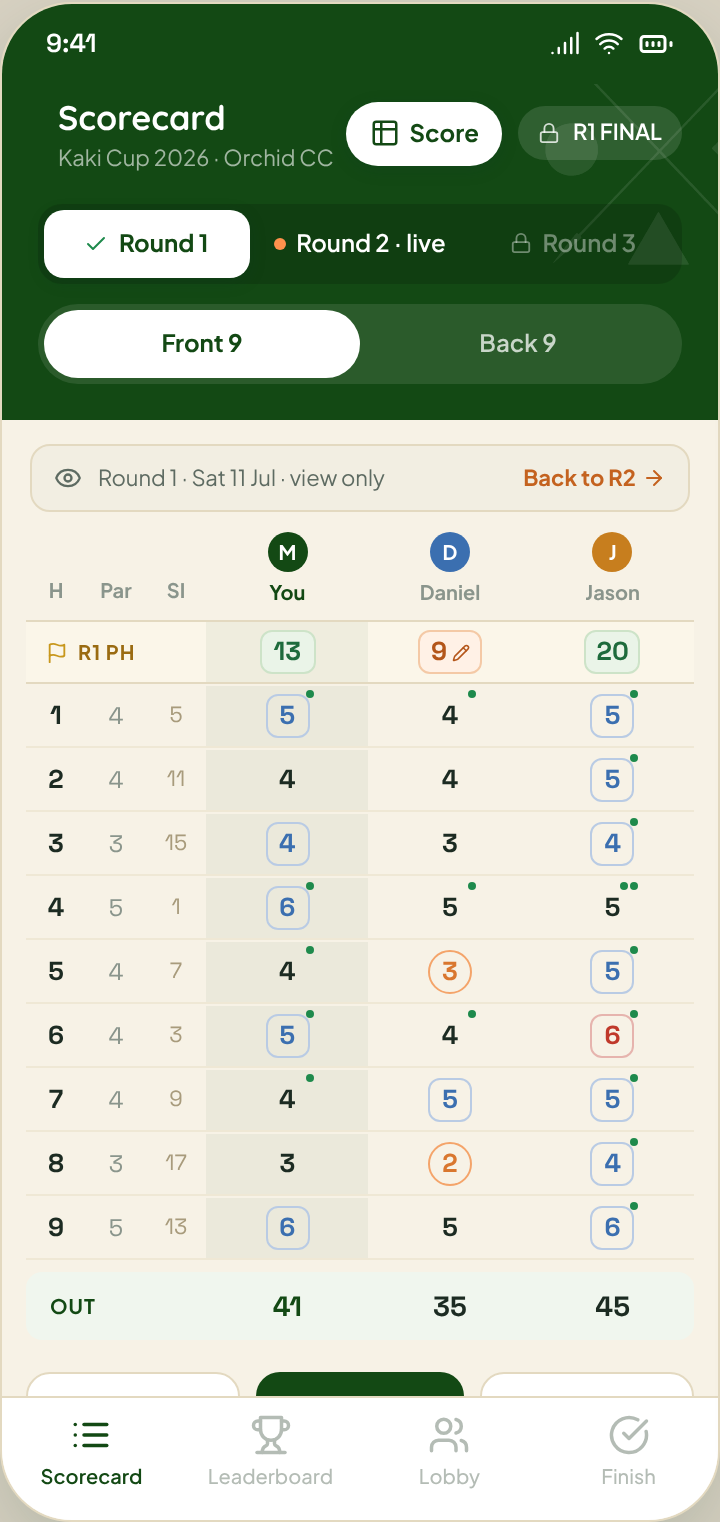 9:41
Scorecard
Kaki Cup 2026 · Orchid CC
Score
R1 FINAL
Round 1
Round 2 · live
Round 3
Front 9
Back 9
Round 1 · Sat 11 Jul · view only
Back to R2 →
M D J
H Par SI You Daniel Jason
R1 PH 13 9 20
1 4 5 5 4 5
2 4 11 4 4 5
3 3 15 4 3 4
4 5 1 6 5 5
5 4 7 4 3 5
6 4 3 5 4 6
7 4 9 4 5 5
8 3 17 3 2 4
9 5 13 6 5 6
OUT 41 35 45
Scorecard
Leaderboard
Lobby
Finish